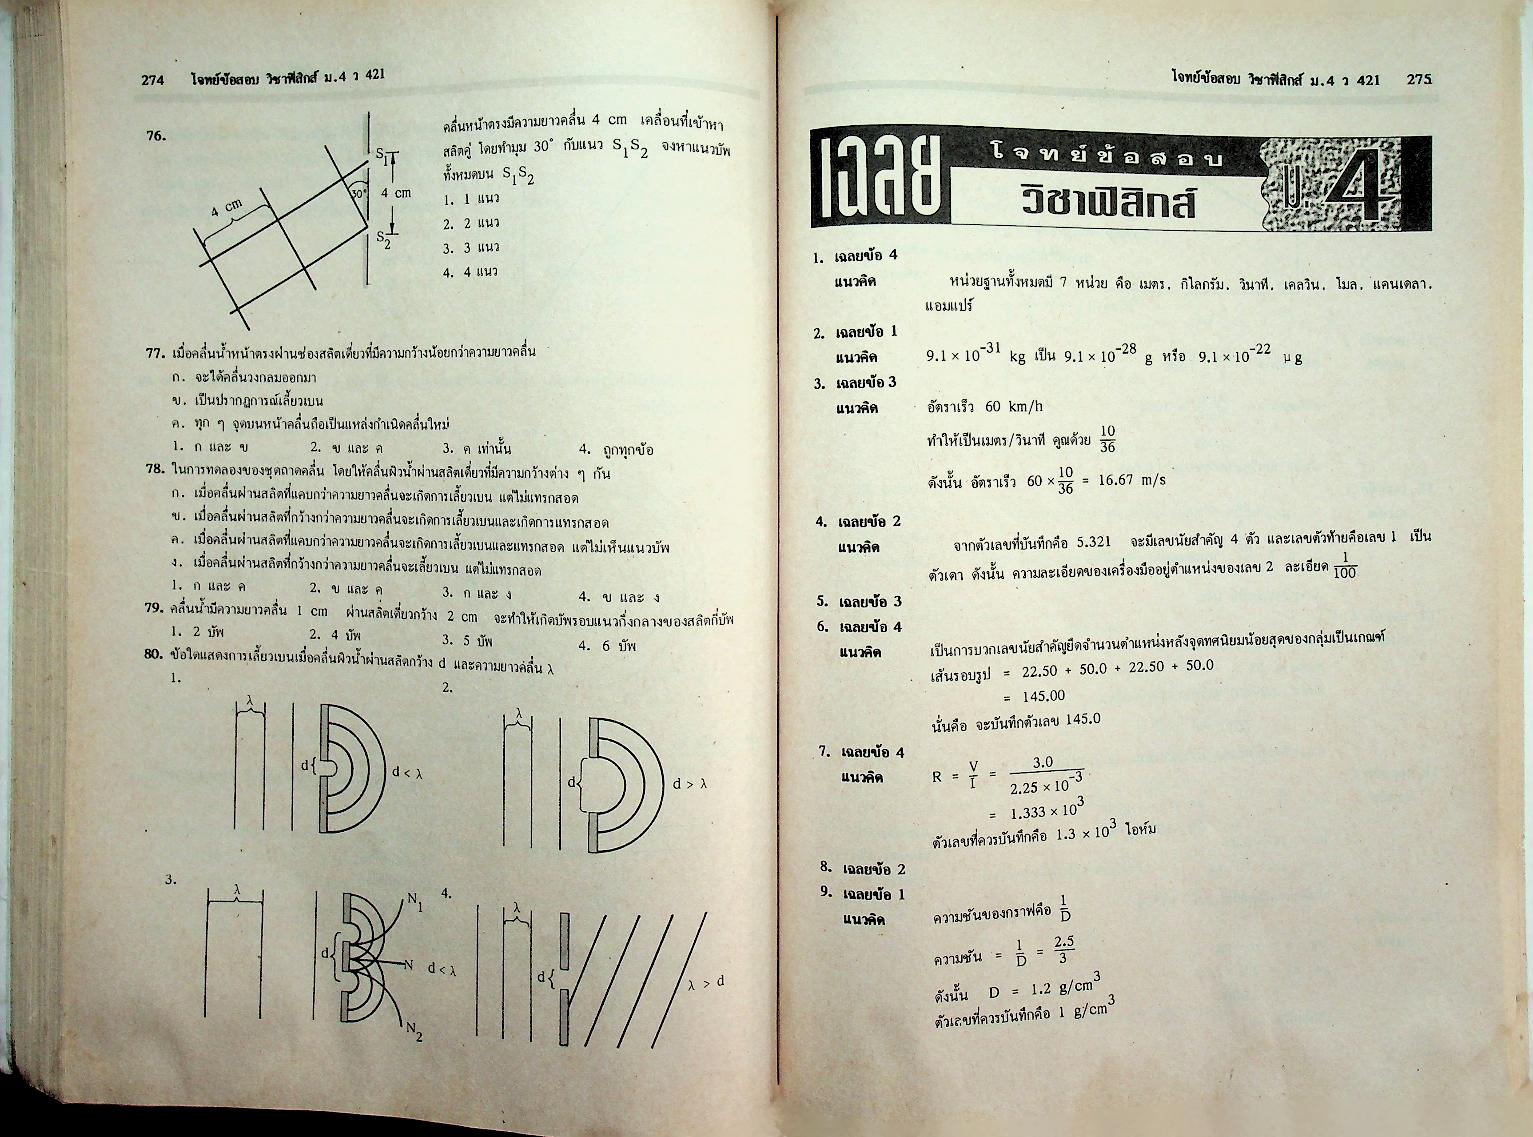 274 โจทย์ข้อสอบ วิชาฟิสิกส์ ม.4 ว 421
76.
4 cm
30°
S1
4 cm
S2
คลื่นหน้าตรงมีความยาวคลื่น 4 cm เคลื่อนที่เข้าหา
สลิตคู่ โดยทำมุม 30° กับแนว S1S2 จงหาแนวบัพ
ทั้งหมดบน S1S2
1. 1 แนว
2. 2 แนว
3. 3 แนว
4. 4 แนว
77. เมื่อคลื่นน้ำหน้าตรงผ่านช่องสลิตเดี่ยวที่มีความกว้างน้อยกว่าความยาวคลื่น
ก. จะได้คลื่นวงกลมออกมา
ข. เป็นปรากฏการณ์เลี้ยวเบน
ค. ทุก ๆ จุดบนหน้าคลื่นถือเป็นแหล่งกำเนิดคลื่นใหม่
1. ก และ ข 2. ข และ ค 3. ค เท่านั้น 4. ถูกทุกข้อ
78. ในการทดลองของชุดถาดคลื่น โดยให้คลื่นผิวน้ำผ่านสลิตเดี่ยวที่มีความกว้างต่าง ๆ กัน
ก. เมื่อคลื่นผ่านสลิตที่แคบกว่าความยาวคลื่นจะเกิดการเลี้ยวเบน แต่ไม่แทรกสอด
ข. เมื่อคลื่นผ่านสลิตที่กว้างกว่าความยาวคลื่นจะเกิดการเลี้ยวเบนและเกิดการแทรกสอด
ค. เมื่อคลื่นผ่านสลิตที่แคบกว่าความยาวคลื่นจะเกิดการเลี้ยวเบนและแทรกสอด แต่ไม่เห็นแนวบัพ
ง. เมื่อคลื่นผ่านสลิตที่กว้างกว่าความยาวคลื่นจะเลี้ยวเบน แต่ไม่แทรกสอด
1. ก และ ค 2. ข และ ค 3. ก และ ง 4. ข และ ง
79. คลื่นน้ำมีความยาวคลื่น 1 cm ผ่านสลิตเดี่ยวกว้าง 2 cm จะทำให้เกิดบัพรอบแนวกึ่งกลางของสลิตกี่บัพ
1. 2 บัพ 2. 4 บัพ 3. 5 บัพ 4. 6 บัพ
80. ข้อใดแสดงการเลี้ยวเบนเมื่อคลื่นผิวน้ำผ่านสลิตกว้าง d และความยาวคลื่น λ
1. 2.
λ d d < λ
λ d d > λ
3. 4.
λ d N1 N N2 d < λ
λ d λ > d
โจทย์ข้อสอบ วิชาฟิสิกส์ ม.4 ว 421 275
เฉลย โจทย์ข้อสอบ
วิชาฟิสิกส์ ม.4
1. เฉลยข้อ 4
แนวคิด หน่วยฐานทั้งหมดมี 7 หน่วย คือ เมตร, กิโลกรัม, วินาที, เคลวิน, โมล, แคนเดลา,
แอมแปร์
2. เฉลยข้อ 1
แนวคิด 9.1 × 10⁻³¹ kg เป็น 9.1 × 10⁻²⁸ g หรือ 9.1 × 10⁻²² μg
3. เฉลยข้อ 3
แนวคิด อัตราเร็ว 60 km/h
ทำให้เป็นเมตร/วินาที คูณด้วย 10/36
ดังนั้น อัตราเร็ว 60 × 10/36 = 16.67 m/s
4. เฉลยข้อ 2
แนวคิด จากตัวเลขที่บันทึกคือ 5.321 จะมีเลขนัยสำคัญ 4 ตัว และเลขตัวท้ายคือเลข 1 เป็น
ตัวเดา ดังนั้น ความละเอียดของเครื่องมืออยู่ตำแหน่งของเลข 2 ละเอียด 1/100
5. เฉลยข้อ 3
6. เฉลยข้อ 4
แนวคิด เป็นการบวกเลขนัยสำคัญยึดจำนวนตำแหน่งหลังจุดทศนิยมน้อยสุดของกลุ่มเป็นเกณฑ์
เส้นรอบรูป = 22.50 + 50.0 + 22.50 + 50.0
= 145.00
นั่นคือ จะบันทึกตัวเลข 145.0
7. เฉลยข้อ 4
แนวคิด R = V/I = 3.0/2.25 × 10⁻³
= 1.333 × 10³
ตัวเลขที่ควรบันทึกคือ 1.3 × 10³ โอห์ม
8. เฉลยข้อ 2
9. เฉลยข้อ 1
แนวคิด ความชันของกราฟคือ 1/D
ความชัน = 1/D = 2.5/3
ดังนั้น D = 1.2 g/cm³
ตัวเลขที่ควรบันทึกคือ 1 g/cm³